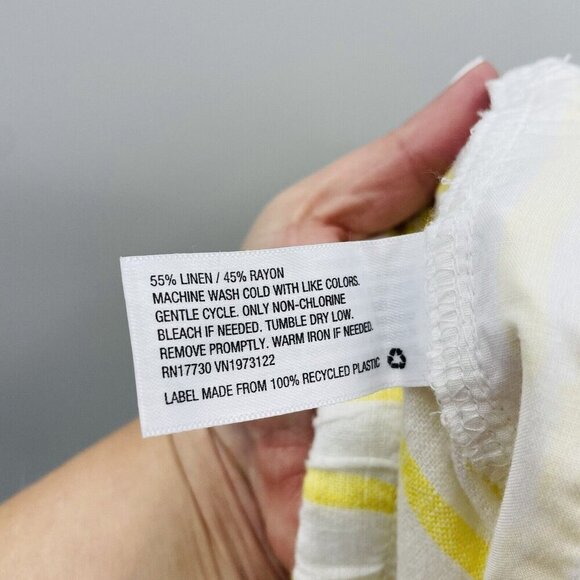 55% LINEN / 45% RAYON
MACHINE WASH COLD WITH LIKE COLORS.
GENTLE CYCLE. ONLY NON-CHLORINE
BLEACH IF NEEDED. TUMBLE DRY LOW.
REMOVE PROMPTLY. WARM IRON IF NEEDED.
RN17730 VN1973122
LABEL MADE FROM 100% RECYCLED PLASTIC